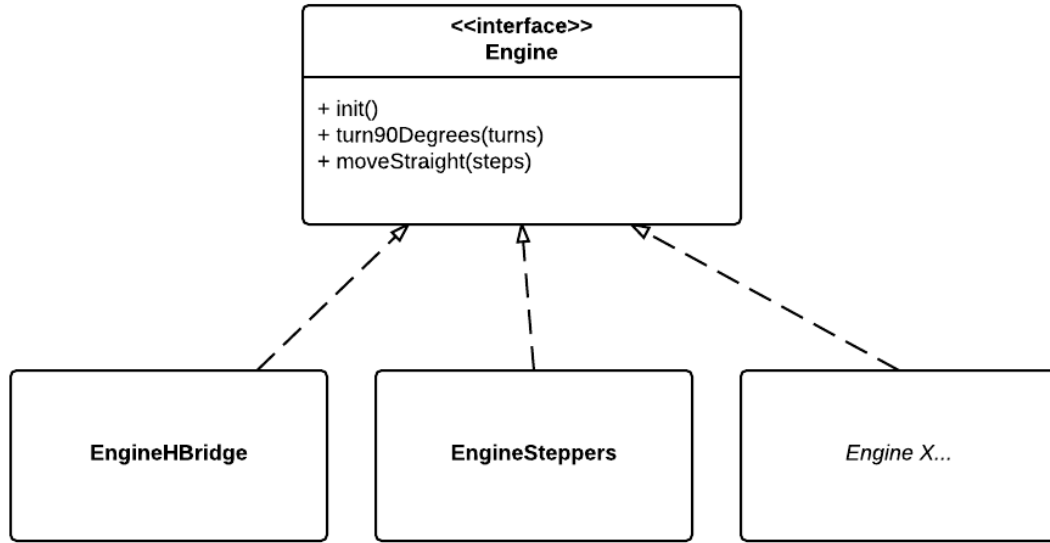 <<interface>>
Engine
+ init()
+ turn90Degrees(turns)
+ moveStraight(steps)
EngineHBridge
EngineSteppers
Engine X...